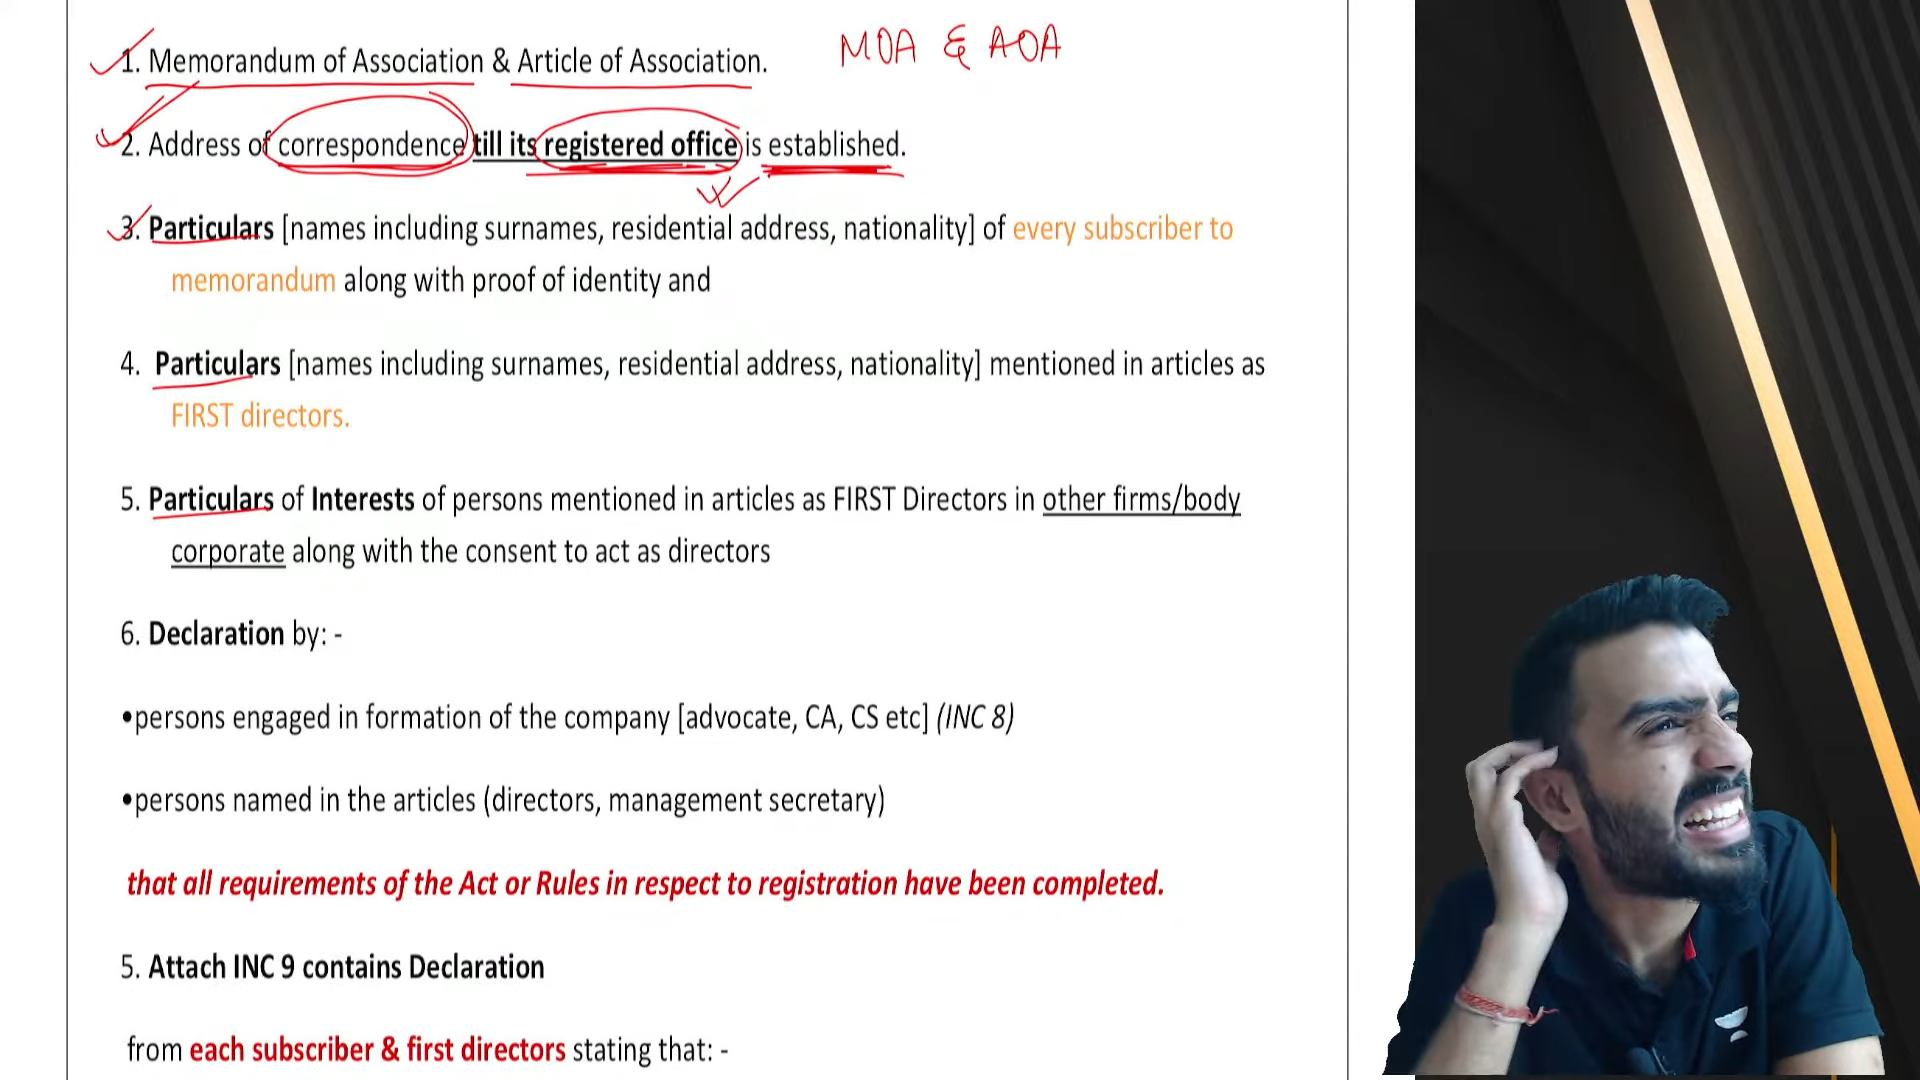 1. Memorandum of Association & Article of Association.
MOA & AOA
2. Address of correspondence till its registered office is established.
3. Particulars [names including surnames, residential address, nationality] of every subscriber to
memorandum along with proof of identity and
4. Particulars [names including surnames, residential address, nationality] mentioned in articles as
FIRST directors.
5. Particulars of Interests of persons mentioned in articles as FIRST Directors in other firms/body
corporate along with the consent to act as directors
6. Declaration by: -
•persons engaged in formation of the company [advocate, CA, CS etc] (INC 8)
•persons named in the articles (directors, management secretary)
that all requirements of the Act or Rules in respect to registration have been completed.
5. Attach INC 9 contains Declaration
from each subscriber & first directors stating that: -